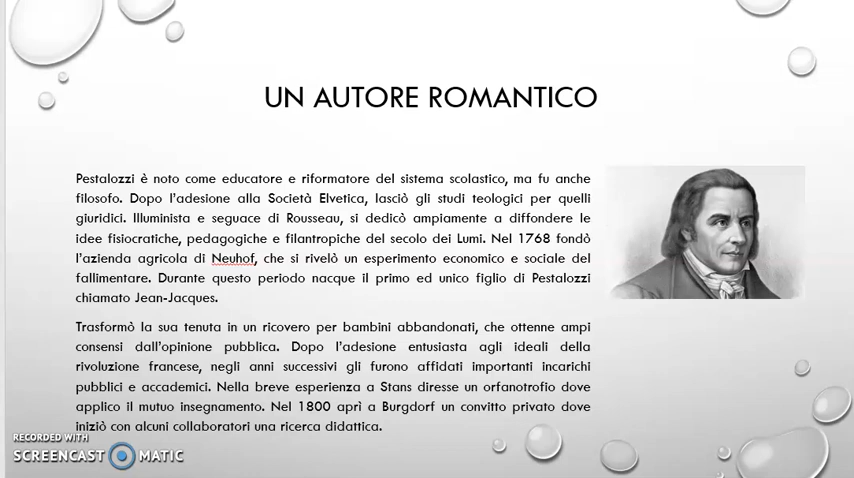 UN AUTORE ROMANTICO
Pestalozzi è noto come educatore e riformatore del sistema scolastico, ma fu anche
filosofo. Dopo l'adesione alla Società Elvetica, lasciò gli studi teologici per quelli
giuridici. Illuminista e seguace di Rousseau, si dedicò ampiamente a diffondere le
idee fisiocratiche, pedagogiche e filantropiche del secolo dei Lumi. Nel 1768 fondò
l'azienda agricola di Neuhof, che si rivelò un esperimento economico e sociale del
fallimentare. Durante questo periodo nacque il primo ed unico figlio di Pestalozzi
chiamato Jean-Jacques.
Trasformò la sua tenuta in un ricovero per bambini abbandonati, che ottenne ampi
consensi dall'opinione pubblica. Dopo l'adesione entusiasta agli ideali della
rivoluzione francese, negli anni successivi gli furono affidati importanti incarichi
pubblici e accademici. Nella breve esperienza a Stans diresse un orfanotrofio dove
applico il mutuo insegnamento. Nel 1800 aprì a Burgdorf un convitto privato dove
iniziò con alcuni collaboratori una ricerca didattica.
RECORDED WITH
SCREENCAST MATIC